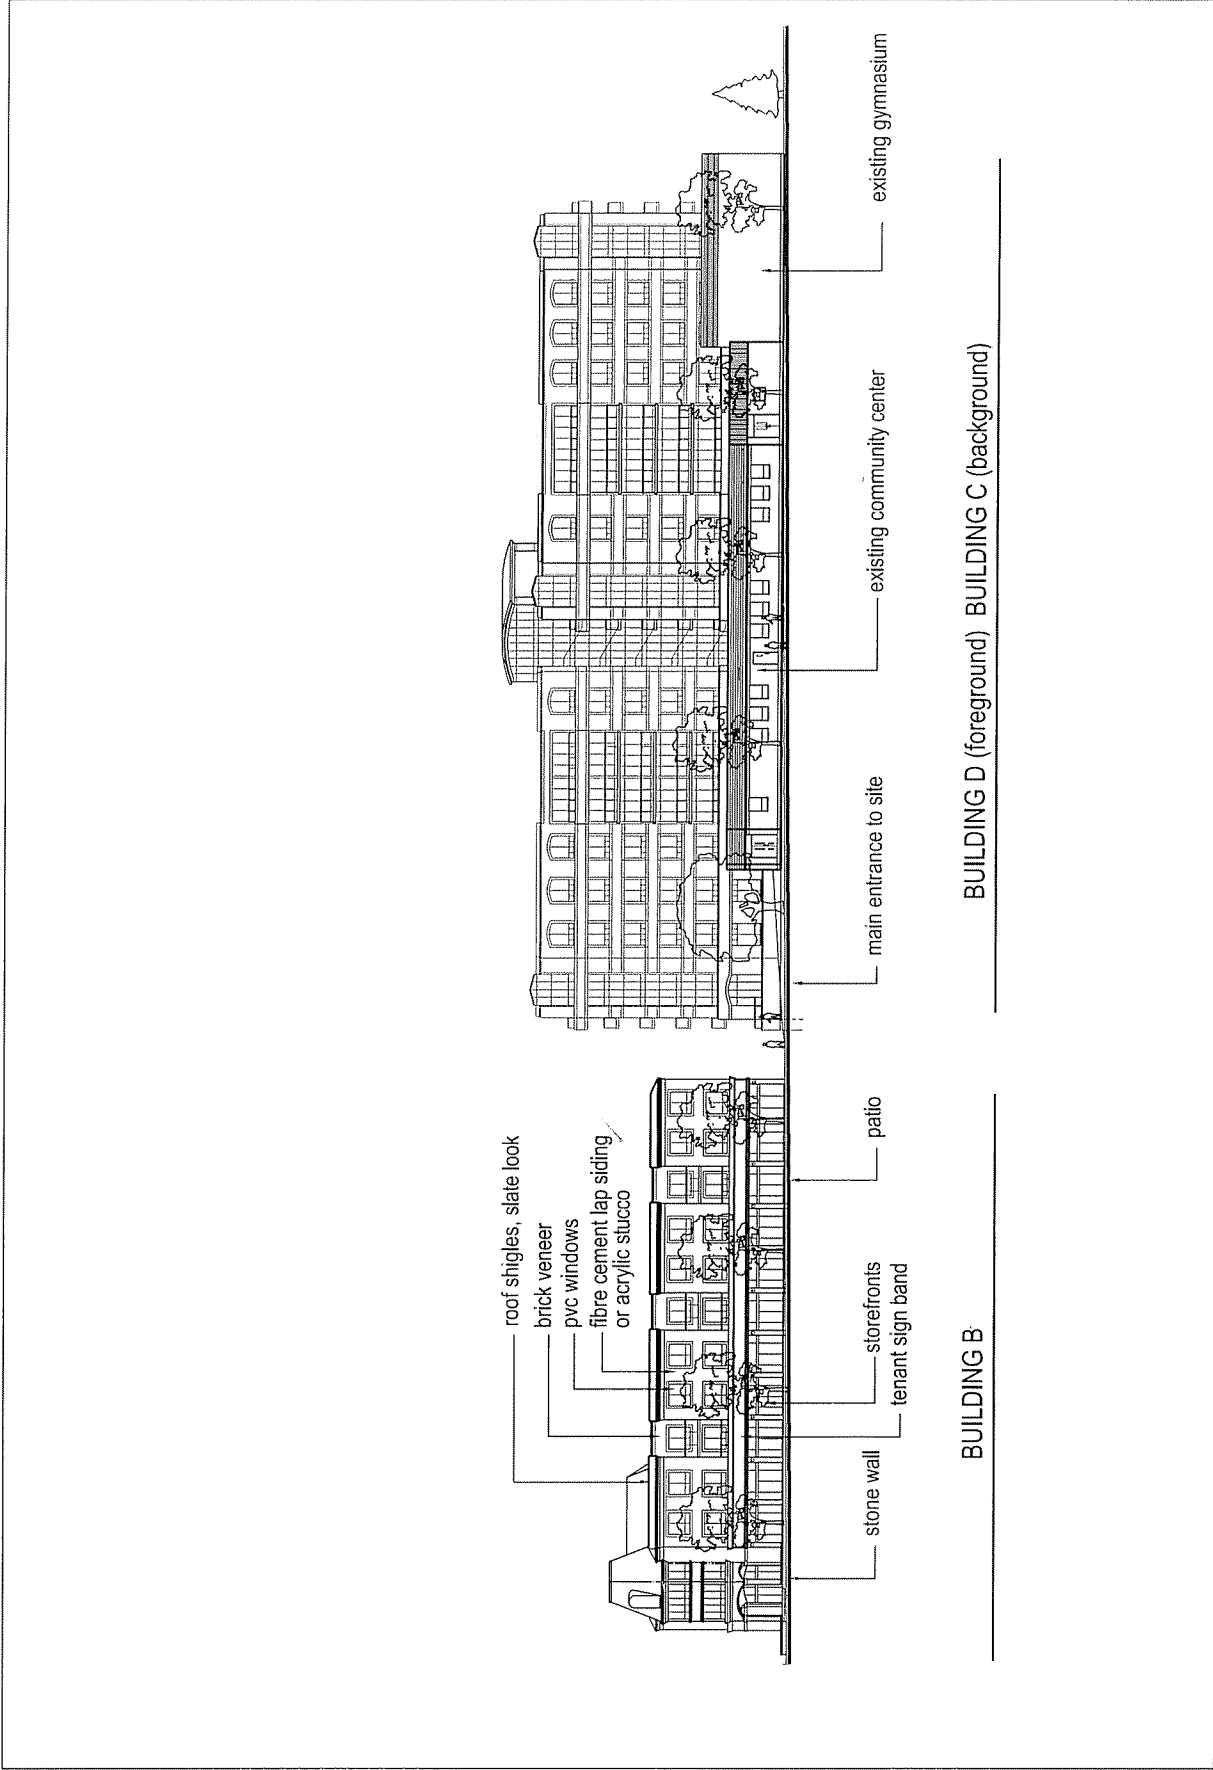 roof shigles, slate look
brick veneer
pvc windows
fibre cement lap siding
or acrylic stucco
stone wall
storefronts
tenant sign band
patio
main entrance to site
existing community center
existing gymnasium
BUILDING B
BUILDING D (foreground) BUILDING C (background)